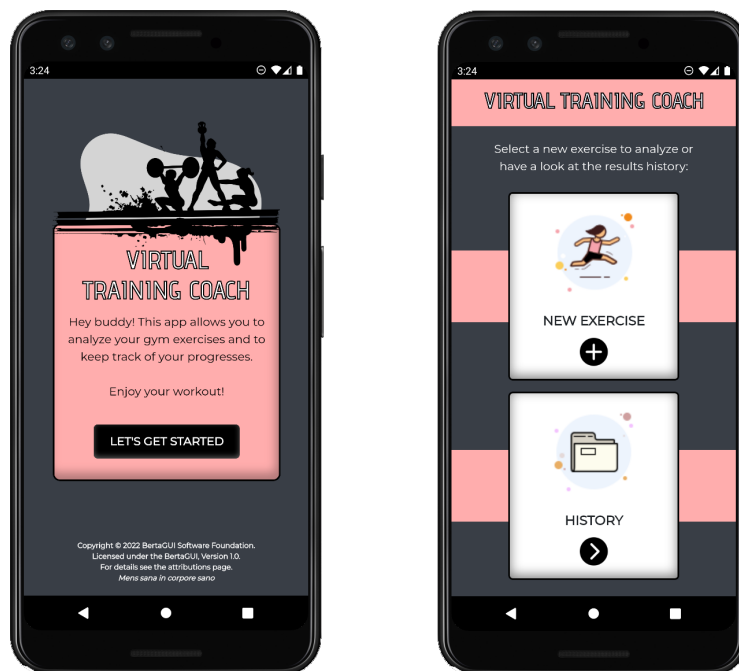 3:24
VIRTUAL
TRAINING COACH
Hey buddy! This app allows you to
analyze your gym exercises and to
keep track of your progresses.
Enjoy your workout!
LET'S GET STARTED
Copyright © 2022 BertaGUI Software Foundation.
Licensed under the BertaGUI, Version 1.0.
For details see the attributions page.
Mens sana in corpore sano
3:24
VIRTUAL TRAINING COACH
Select a new exercise to analyze or
have a look at the results history:
NEW EXERCISE
HISTORY